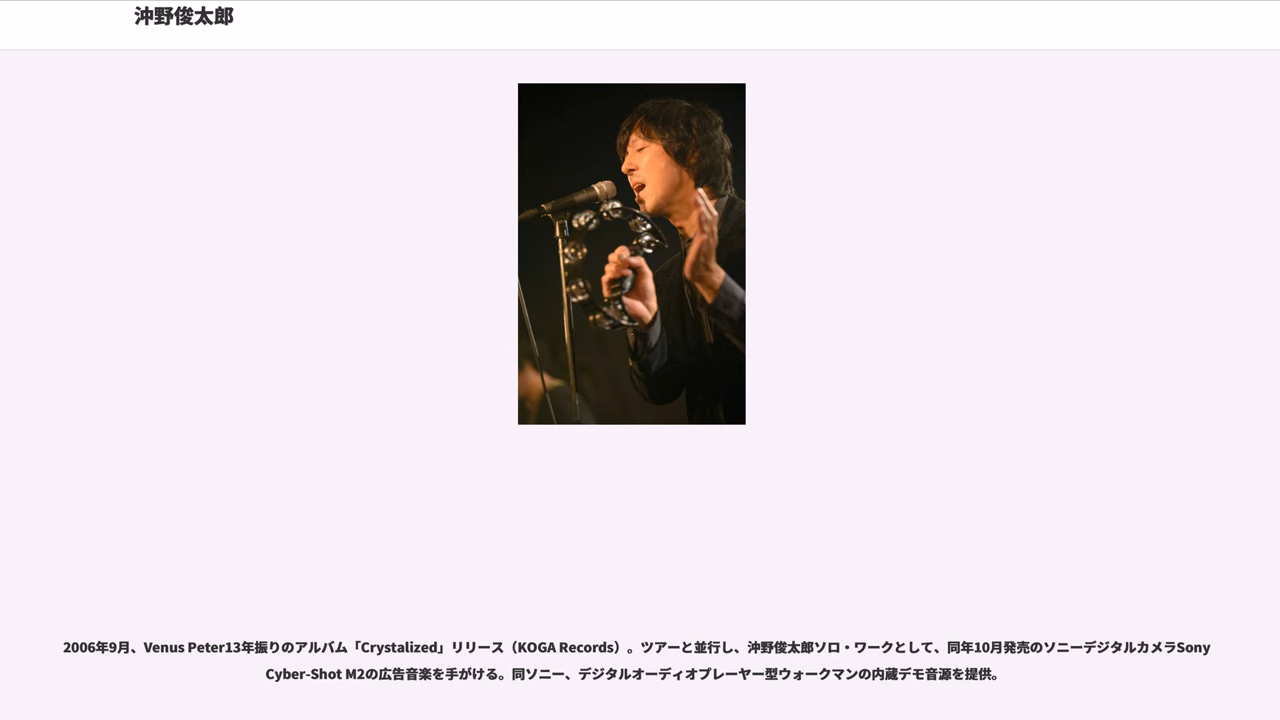 沖野俊太郎
2006年9月、Venus Peter13年振りのアルバム「Crystalized」リリース（KOGA Records）。ツアーと並行し、沖野俊太郎ソロ・ワークとして、同年10月発売のソニーデジタルカメラSony
Cyber-Shot M2の広告音楽を手がける。同ソニー、デジタルオーディオプレーヤー型ウォークマンの内蔵デモ音源を提供。